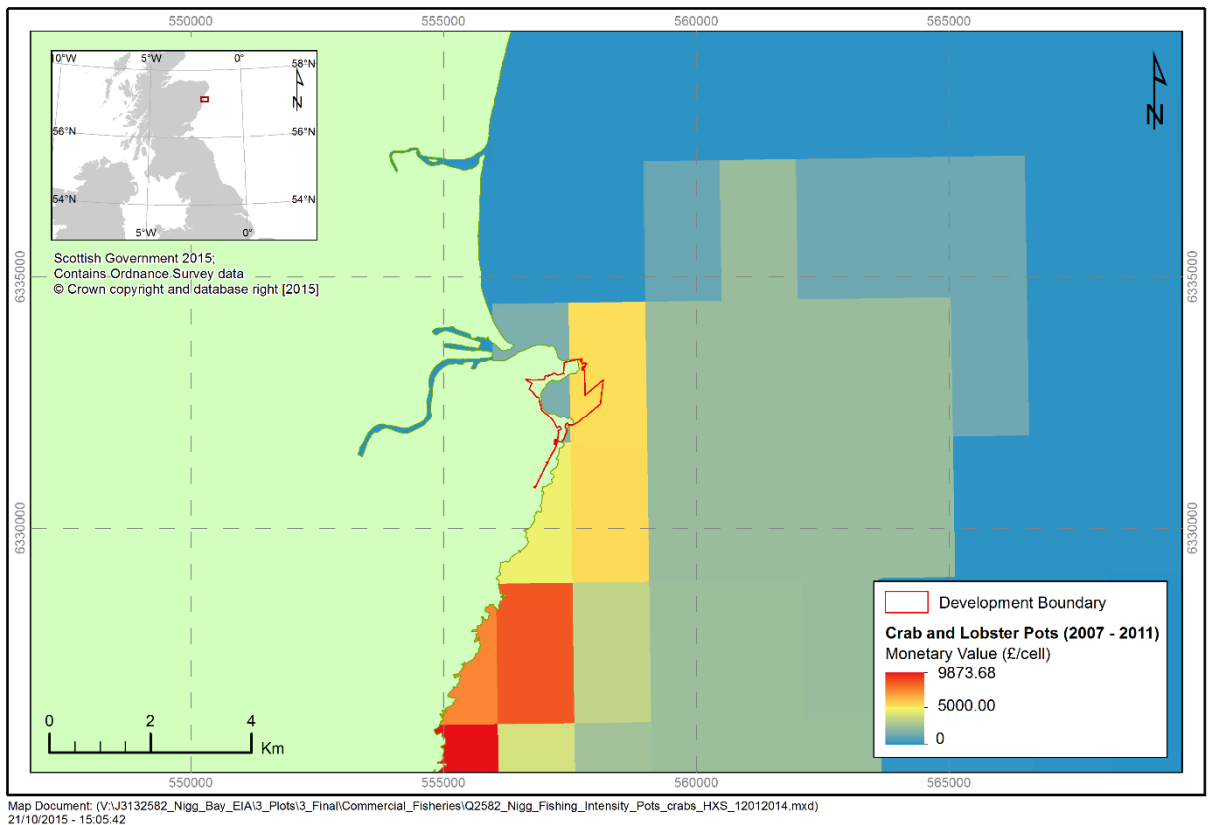 550000 555000 560000 565000
10°W 5°W 0° 58°N
N
56°N 56°N
54°N 54°N
5°W 0°
N
Scottish Government 2015;
Contains Ordnance Survey data
© Crown copyright and database right [2015]
6335000 6335000
6330000 6330000
Development Boundary
Crab and Lobster Pots (2007 - 2011)
Monetary Value (£/cell)
9873.68
5000.00
0
0 2 4
Km
550000 555000 560000 565000
Map Document: (V:\J3132582_Nigg_Bay_EIA\3_Plots\3_Final\Commercial_Fisheries\Q2582_Nigg_Fishing_Intensity_Pots_crabs_HXS_12012014.mxd)
21/10/2015 - 15:05:42